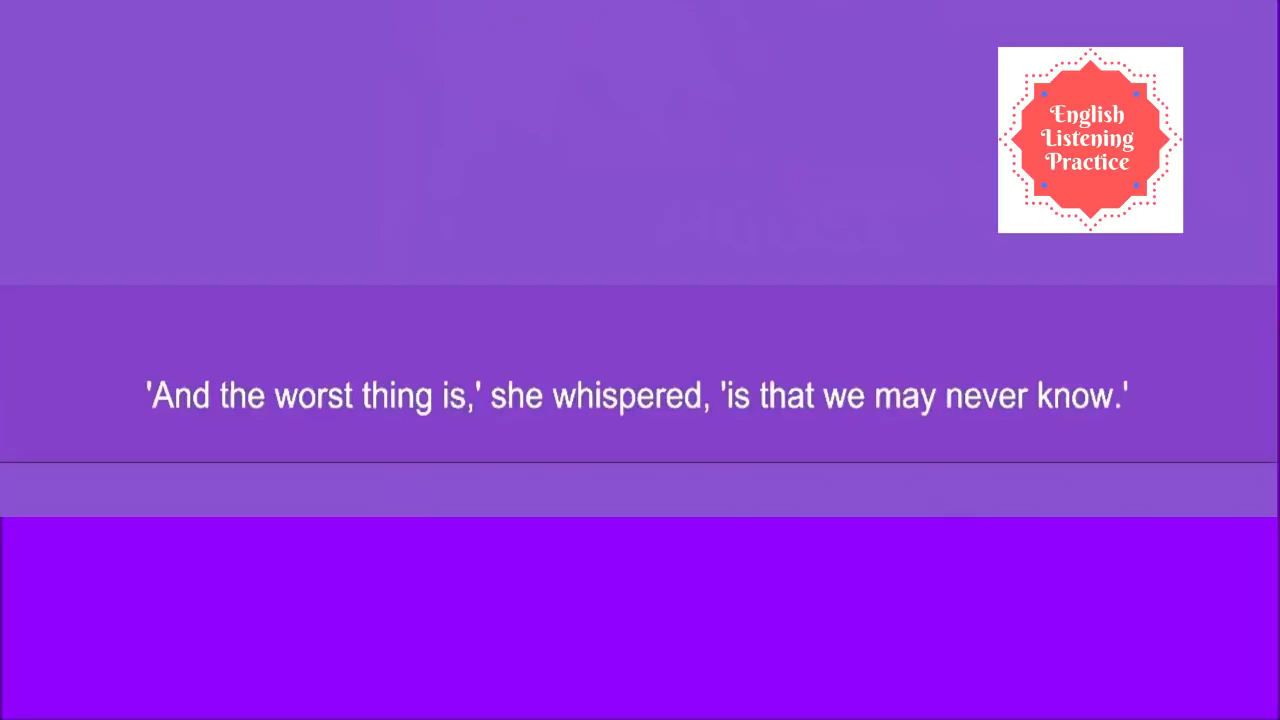 English
Listening
Practice
'And the worst thing is,' she whispered, 'is that we may never know.'